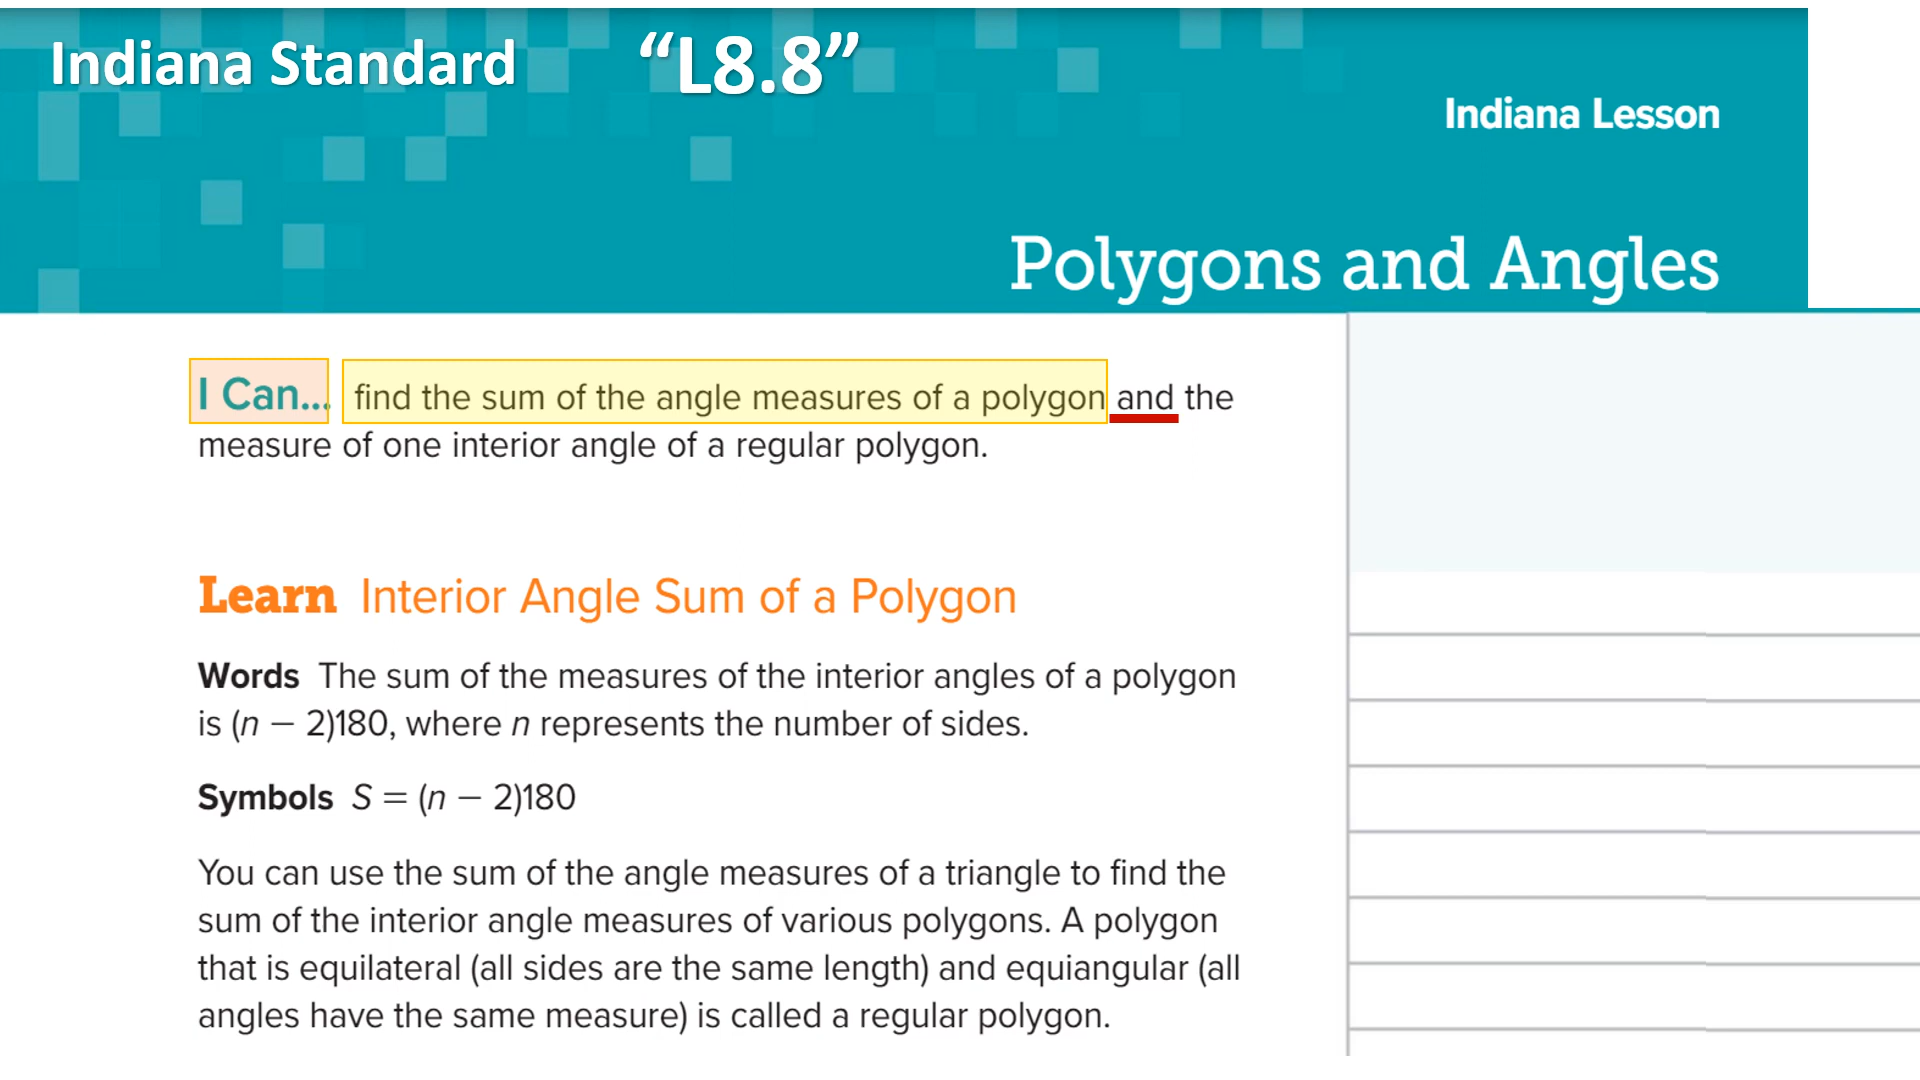 Indiana Standard “L8.8”
Indiana Lesson
Polygons and Angles
I Can... find the sum of the angle measures of a polygon and the
measure of one interior angle of a regular polygon.
Learn Interior Angle Sum of a Polygon
Words The sum of the measures of the interior angles of a polygon
is (n − 2)180, where n represents the number of sides.
Symbols S = (n − 2)180
You can use the sum of the angle measures of a triangle to find the
sum of the interior angle measures of various polygons. A polygon
that is equilateral (all sides are the same length) and equiangular (all
angles have the same measure) is called a regular polygon.